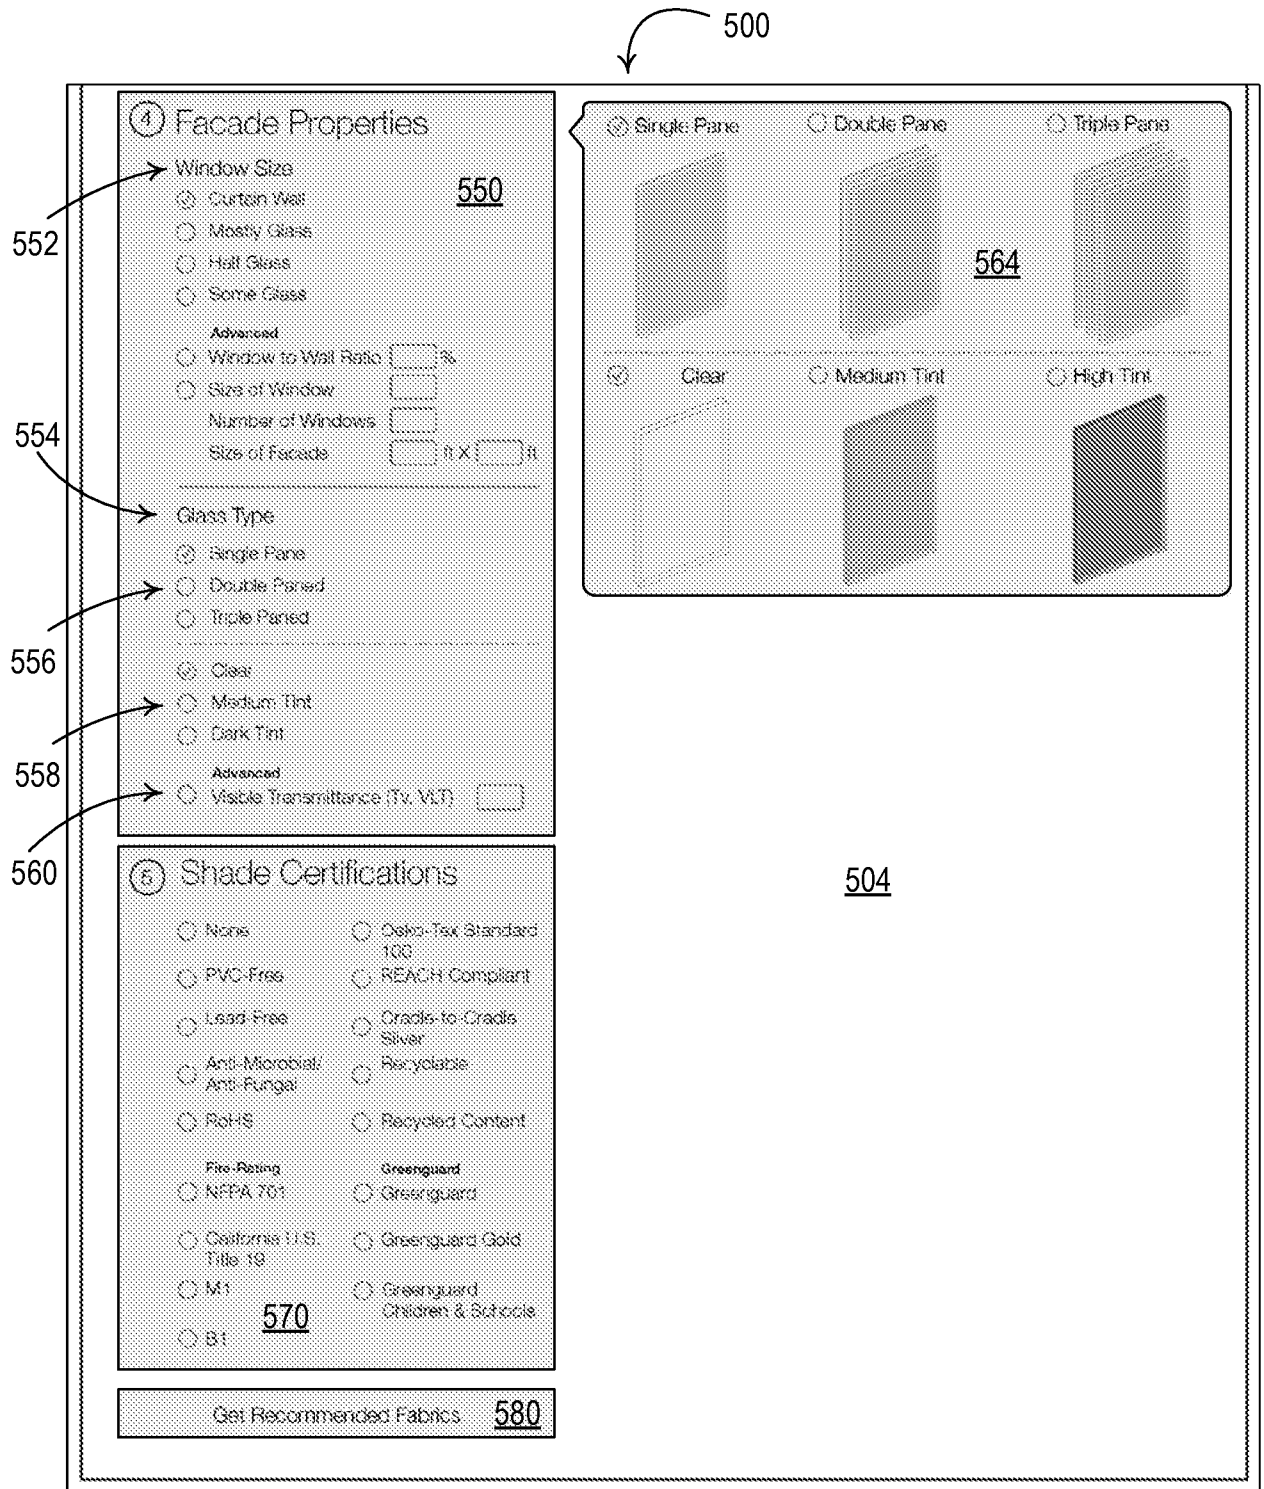 500
4 Facade Properties
552
Window Size
550
Curtain Wall
Mostly Glass
Half Glass
Some Glass
Advanced
Window to Wall Ratio %
Size of Window
Number of Windows
Size of Facade ft X ft
554
Glass Type
Single Pane
Double Paned
Triple Paned
556
Clear
Medium Tint
Dark Tint
558
Advanced
Visible Transmittance (Tv, VLT)
560
Single Pane Double Pane Triple Pane
564
Clear Medium Tint High Tint
504
5 Shade Certifications
None
PVC-Free
Lead-Free
Anti-Microbial/
Anti-Fungal
RoHS
Fire-Rating
NFPA 701
California U.S.
Title 19
M1
B1
570
Oeko-Tex Standard
100
REACH Compliant
Cradle-to-Cradle
Silver
Recyclable
Recycled Content
Greenguard
Greenguard
Greenguard Gold
Greenguard
Children & Schools
Get Recommended Fabrics 580